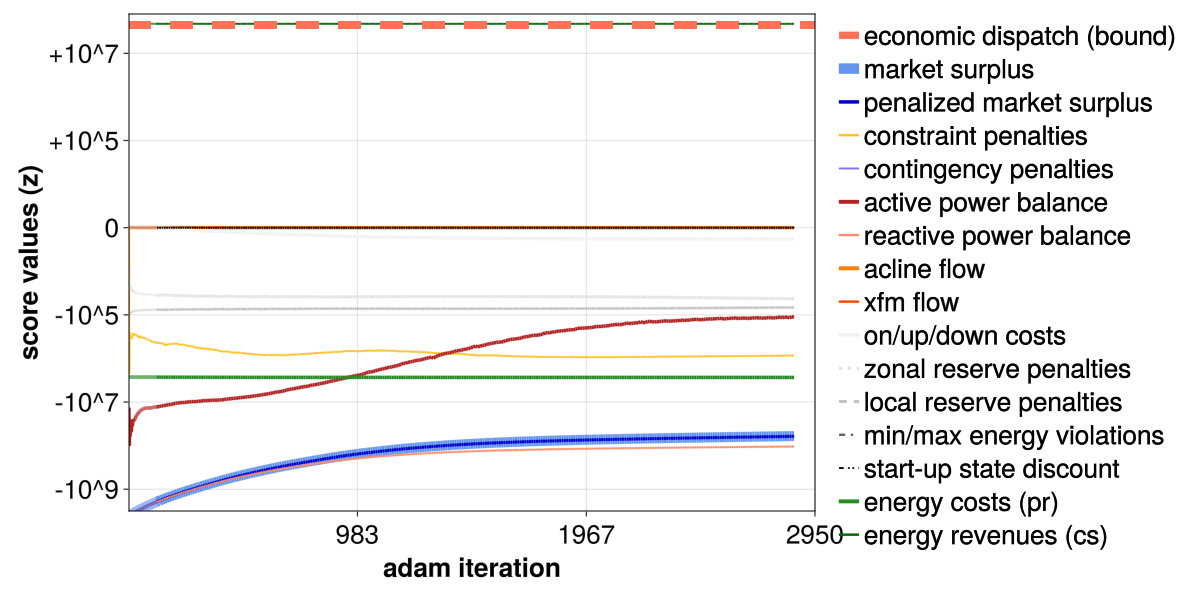 score values (z)
+10^7
+10^5
0
-10^5
-10^7
-10^9
983
1967
2950
adam iteration
economic dispatch (bound)
market surplus
penalized market surplus
constraint penalties
contingency penalties
active power balance
reactive power balance
acline flow
xfm flow
on/up/down costs
zonal reserve penalties
local reserve penalties
min/max energy violations
start-up state discount
energy costs (pr)
energy revenues (cs)